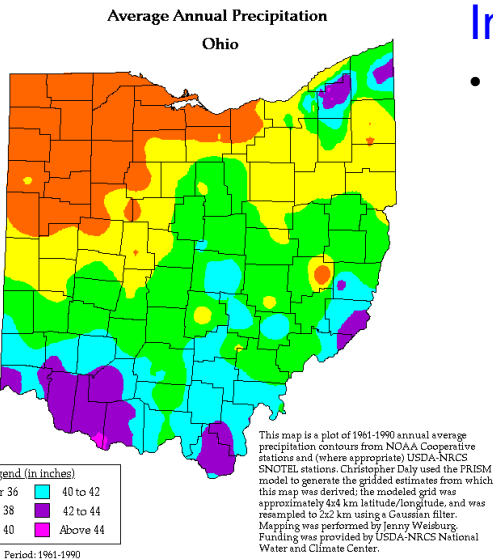 Average Annual Precipitation
Ohio
•
This map is a plot of 1961-1990 annual average
precipitation contours from NOAA Cooperative
stations and (where appropriate) USDA-NRCS
SNOTEL stations. Christopher Daly used the PRISM
model to generate the gridded estimates from which
this map was derived; the modeled grid was
approximately 4x4 km latitude/longitude, and was
resampled to 2x2 km using a Gaussian filter.
Mapping was performed by Jenny Weisburg.
Funding was provided by USDA-NRCS National
Water and Climate Center.
(in inches)
36 40 to 42
38 42 to 44
40 Above 44
Period: 1961-1990